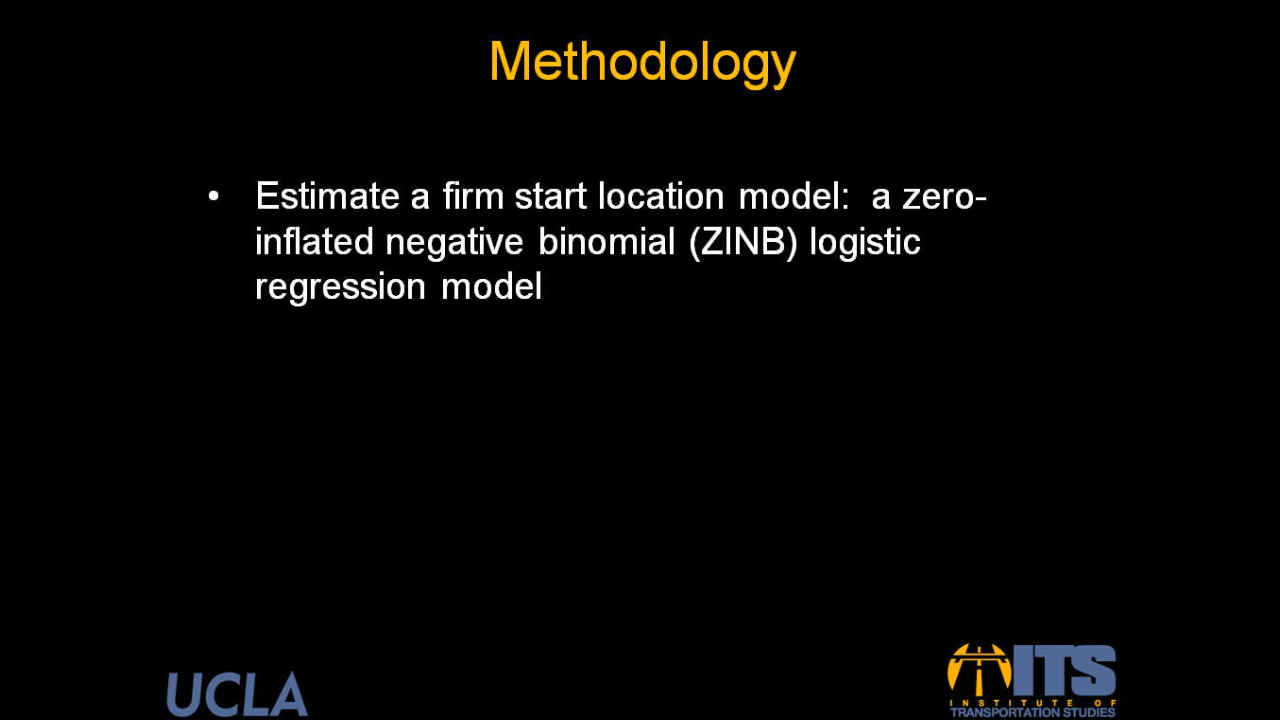 Methodology
• Estimate a firm start location model:  a zero-
inflated negative binomial (ZINB) logistic
regression model
UCLA
ITS
INSTITUTE OF
TRANSPORTATION STUDIES